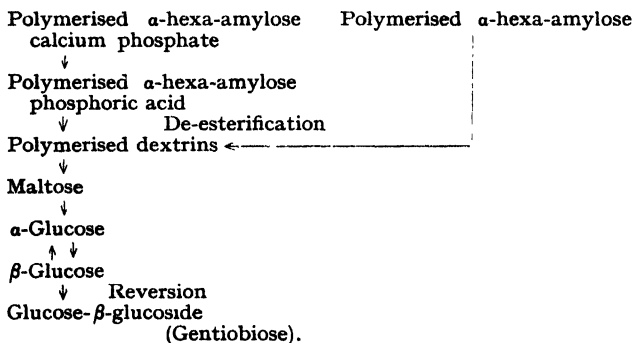 Polymerised α-hexa-amylose Polymerised α-hexa-amylose
calcium phosphate
Polymerised α-hexa-amylose
phosphoric acid
De-esterification
Polymerised dextrins
Maltose
α-Glucose
β-Glucose
Reversion
Glucose-β-glucoside
(Gentiobiose).